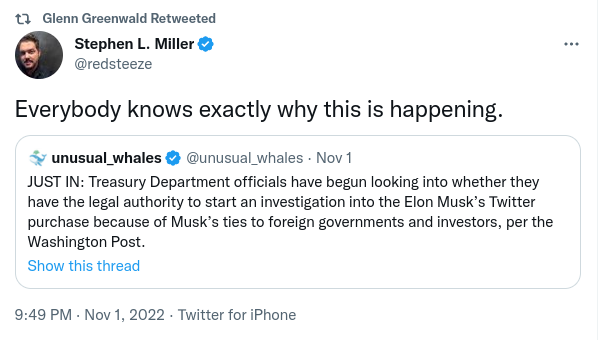 Glenn Greenwald Retweeted
Stephen L. Miller
@redsteeze
Everybody knows exactly why this is happening.
unusual_whales @unusual_whales · Nov 1
JUST IN: Treasury Department officials have begun looking into whether they
have the legal authority to start an investigation into the Elon Musk's Twitter
purchase because of Musk's ties to foreign governments and investors, per the
Washington Post.
Show this thread
9:49 PM · Nov 1, 2022 · Twitter for iPhone